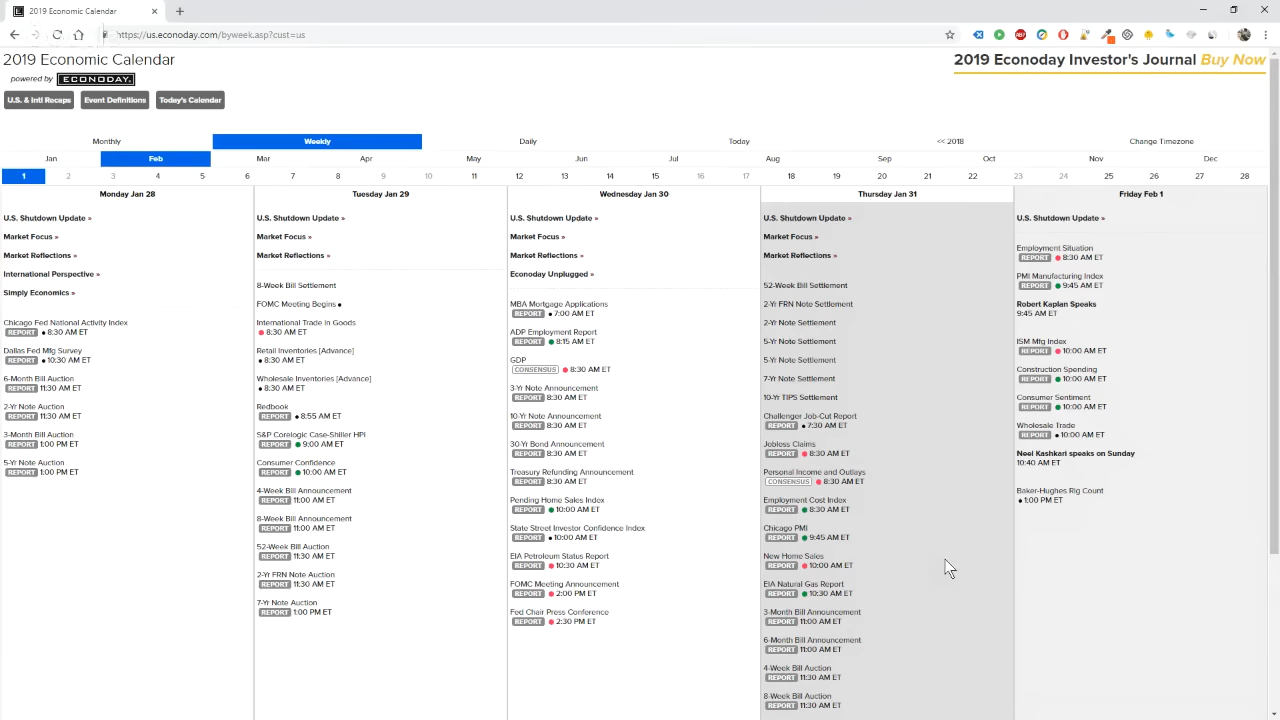 2019 Economic Calendar
https://us.econoday.com/byweek.asp?cust=us
2019 Economic Calendar
2019 Econoday Investor's Journal Buy Now
powered by ECONODAY.
U.S. & Intl Recaps Event Definitions Today's Calendar
Monthly Weekly Daily Today << 2018 Change Timezone
Jan Feb Mar Apr May Jun Jul Aug Sep Oct Nov Dec
1 2 3 4 5 6 7 8 9 10 11 12 13 14 15 16 17 18 19 20 21 22 23 24 25 26 27 28
Monday Jan 28
U.S. Shutdown Update »
Market Focus »
Market Reflections »
International Perspective »
Simply Economics »
Chicago Fed National Activity Index
REPORT 8:30 AM ET
Dallas Fed Mfg Survey
REPORT 10:30 AM ET
6-Month Bill Auction
REPORT 11:30 AM ET
2-Yr Note Auction
REPORT 11:30 AM ET
3-Month Bill Auction
REPORT 1:00 PM ET
5-Yr Note Auction
REPORT 1:00 PM ET
Tuesday Jan 29
U.S. Shutdown Update »
Market Focus »
Market Reflections »
8-Week Bill Settlement
FOMC Meeting Begins
International Trade in Goods
8:30 AM ET
Retail Inventories [Advance]
8:30 AM ET
Wholesale Inventories [Advance]
8:30 AM ET
Redbook
REPORT 8:55 AM ET
S&P Corelogic Case-Shiller HPI
REPORT 9:00 AM ET
Consumer Confidence
REPORT 10:00 AM ET
4-Week Bill Announcement
REPORT 11:00 AM ET
8-Week Bill Announcement
REPORT 11:00 AM ET
52-Week Bill Auction
REPORT 11:30 AM ET
2-Yr FRN Note Auction
REPORT 11:30 AM ET
7-Yr Note Auction
REPORT 1:00 PM ET
Wednesday Jan 30
U.S. Shutdown Update »
Market Focus »
Market Reflections »
Econoday Unplugged »
MBA Mortgage Applications
REPORT 7:00 AM ET
ADP Employment Report
REPORT 8:15 AM ET
GDP
CONSENSUS 8:30 AM ET
3-Yr Note Announcement
REPORT 8:30 AM ET
10-Yr Note Announcement
REPORT 8:30 AM ET
30-Yr Bond Announcement
REPORT 8:30 AM ET
Treasury Refunding Announcement
REPORT 8:30 AM ET
Pending Home Sales Index
REPORT 10:00 AM ET
State Street Investor Confidence Index
REPORT 10:00 AM ET
EIA Petroleum Status Report
REPORT 10:30 AM ET
FOMC Meeting Announcement
REPORT 2:00 PM ET
Fed Chair Press Conference
REPORT 2:30 PM ET
Thursday Jan 31
U.S. Shutdown Update »
Market Focus »
Market Reflections »
52-Week Bill Settlement
2-Yr FRN Note Settlement
2-Yr Note Settlement
5-Yr Note Settlement
5-Yr Note Settlement
7-Yr Note Settlement
10-Yr TIPS Settlement
Challenger Job-Cut Report
REPORT 7:30 AM ET
Jobless Claims
REPORT 8:30 AM ET
Personal Income and Outlays
CONSENSUS 8:30 AM ET
Employment Cost Index
REPORT 8:30 AM ET
Chicago PMI
REPORT 9:45 AM ET
New Home Sales
REPORT 10:00 AM ET
EIA Natural Gas Report
REPORT 10:30 AM ET
3-Month Bill Announcement
REPORT 11:00 AM ET
6-Month Bill Announcement
REPORT 11:00 AM ET
4-Week Bill Auction
REPORT 11:30 AM ET
8-Week Bill Auction
REPORT 11:30 AM ET
Friday Feb 1
U.S. Shutdown Update »
Employment Situation
REPORT 8:30 AM ET
PMI Manufacturing Index
REPORT 9:45 AM ET
Robert Kaplan Speaks
9:45 AM ET
ISM Mfg Index
REPORT 10:00 AM ET
Construction Spending
REPORT 10:00 AM ET
Consumer Sentiment
REPORT 10:00 AM ET
Wholesale Trade
REPORT 10:00 AM ET
Neel Kashkari speaks on Sunday
10:40 AM ET
Baker-Hughes Rig Count
1:00 PM ET